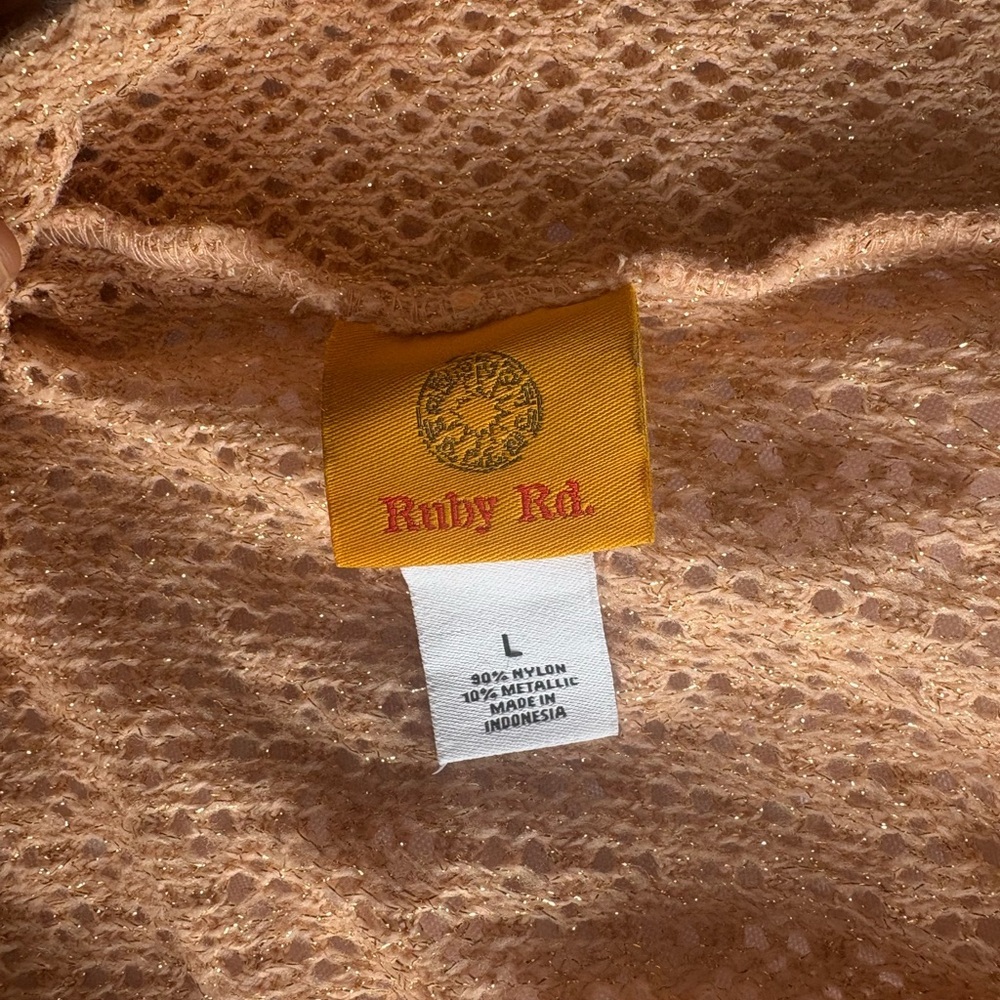 Ruby Rd.
L
90% NYLON
10% METALLIC
MADE IN
INDONESIA